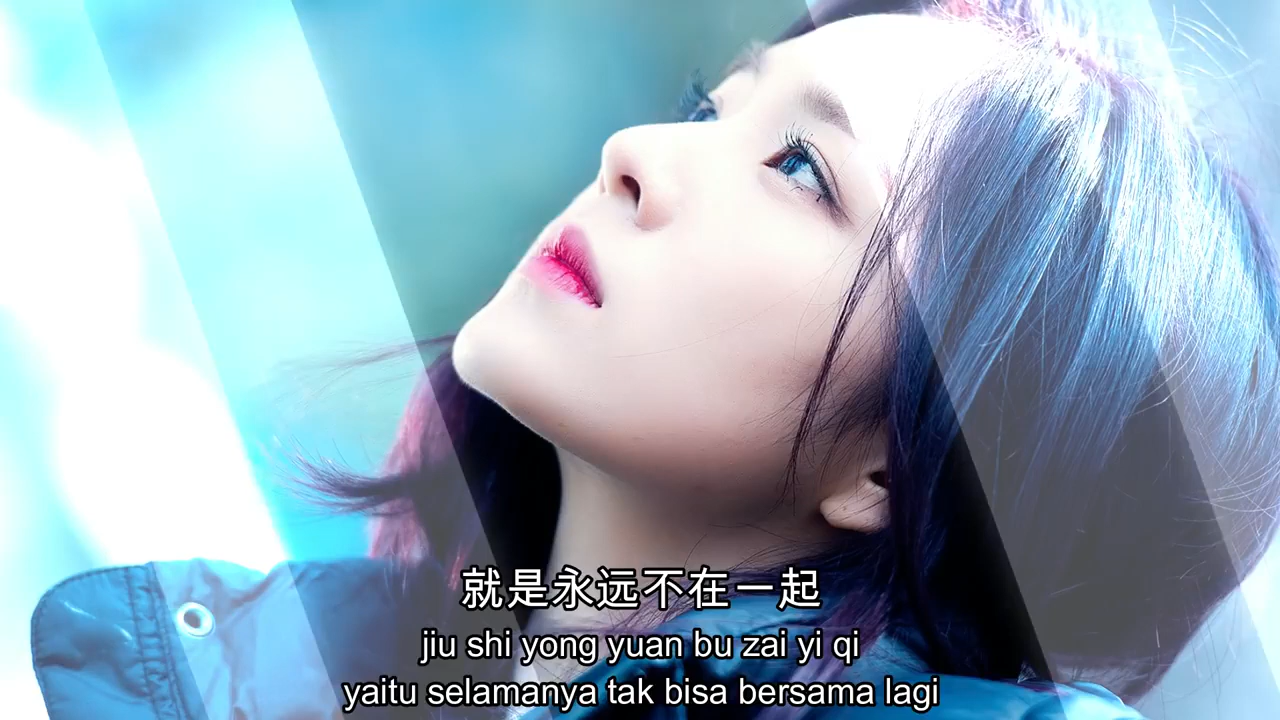 就是永远不在一起
jiu shi yong yuan bu zai yi qi
yaitu selamanya tak bisa bersama lagi